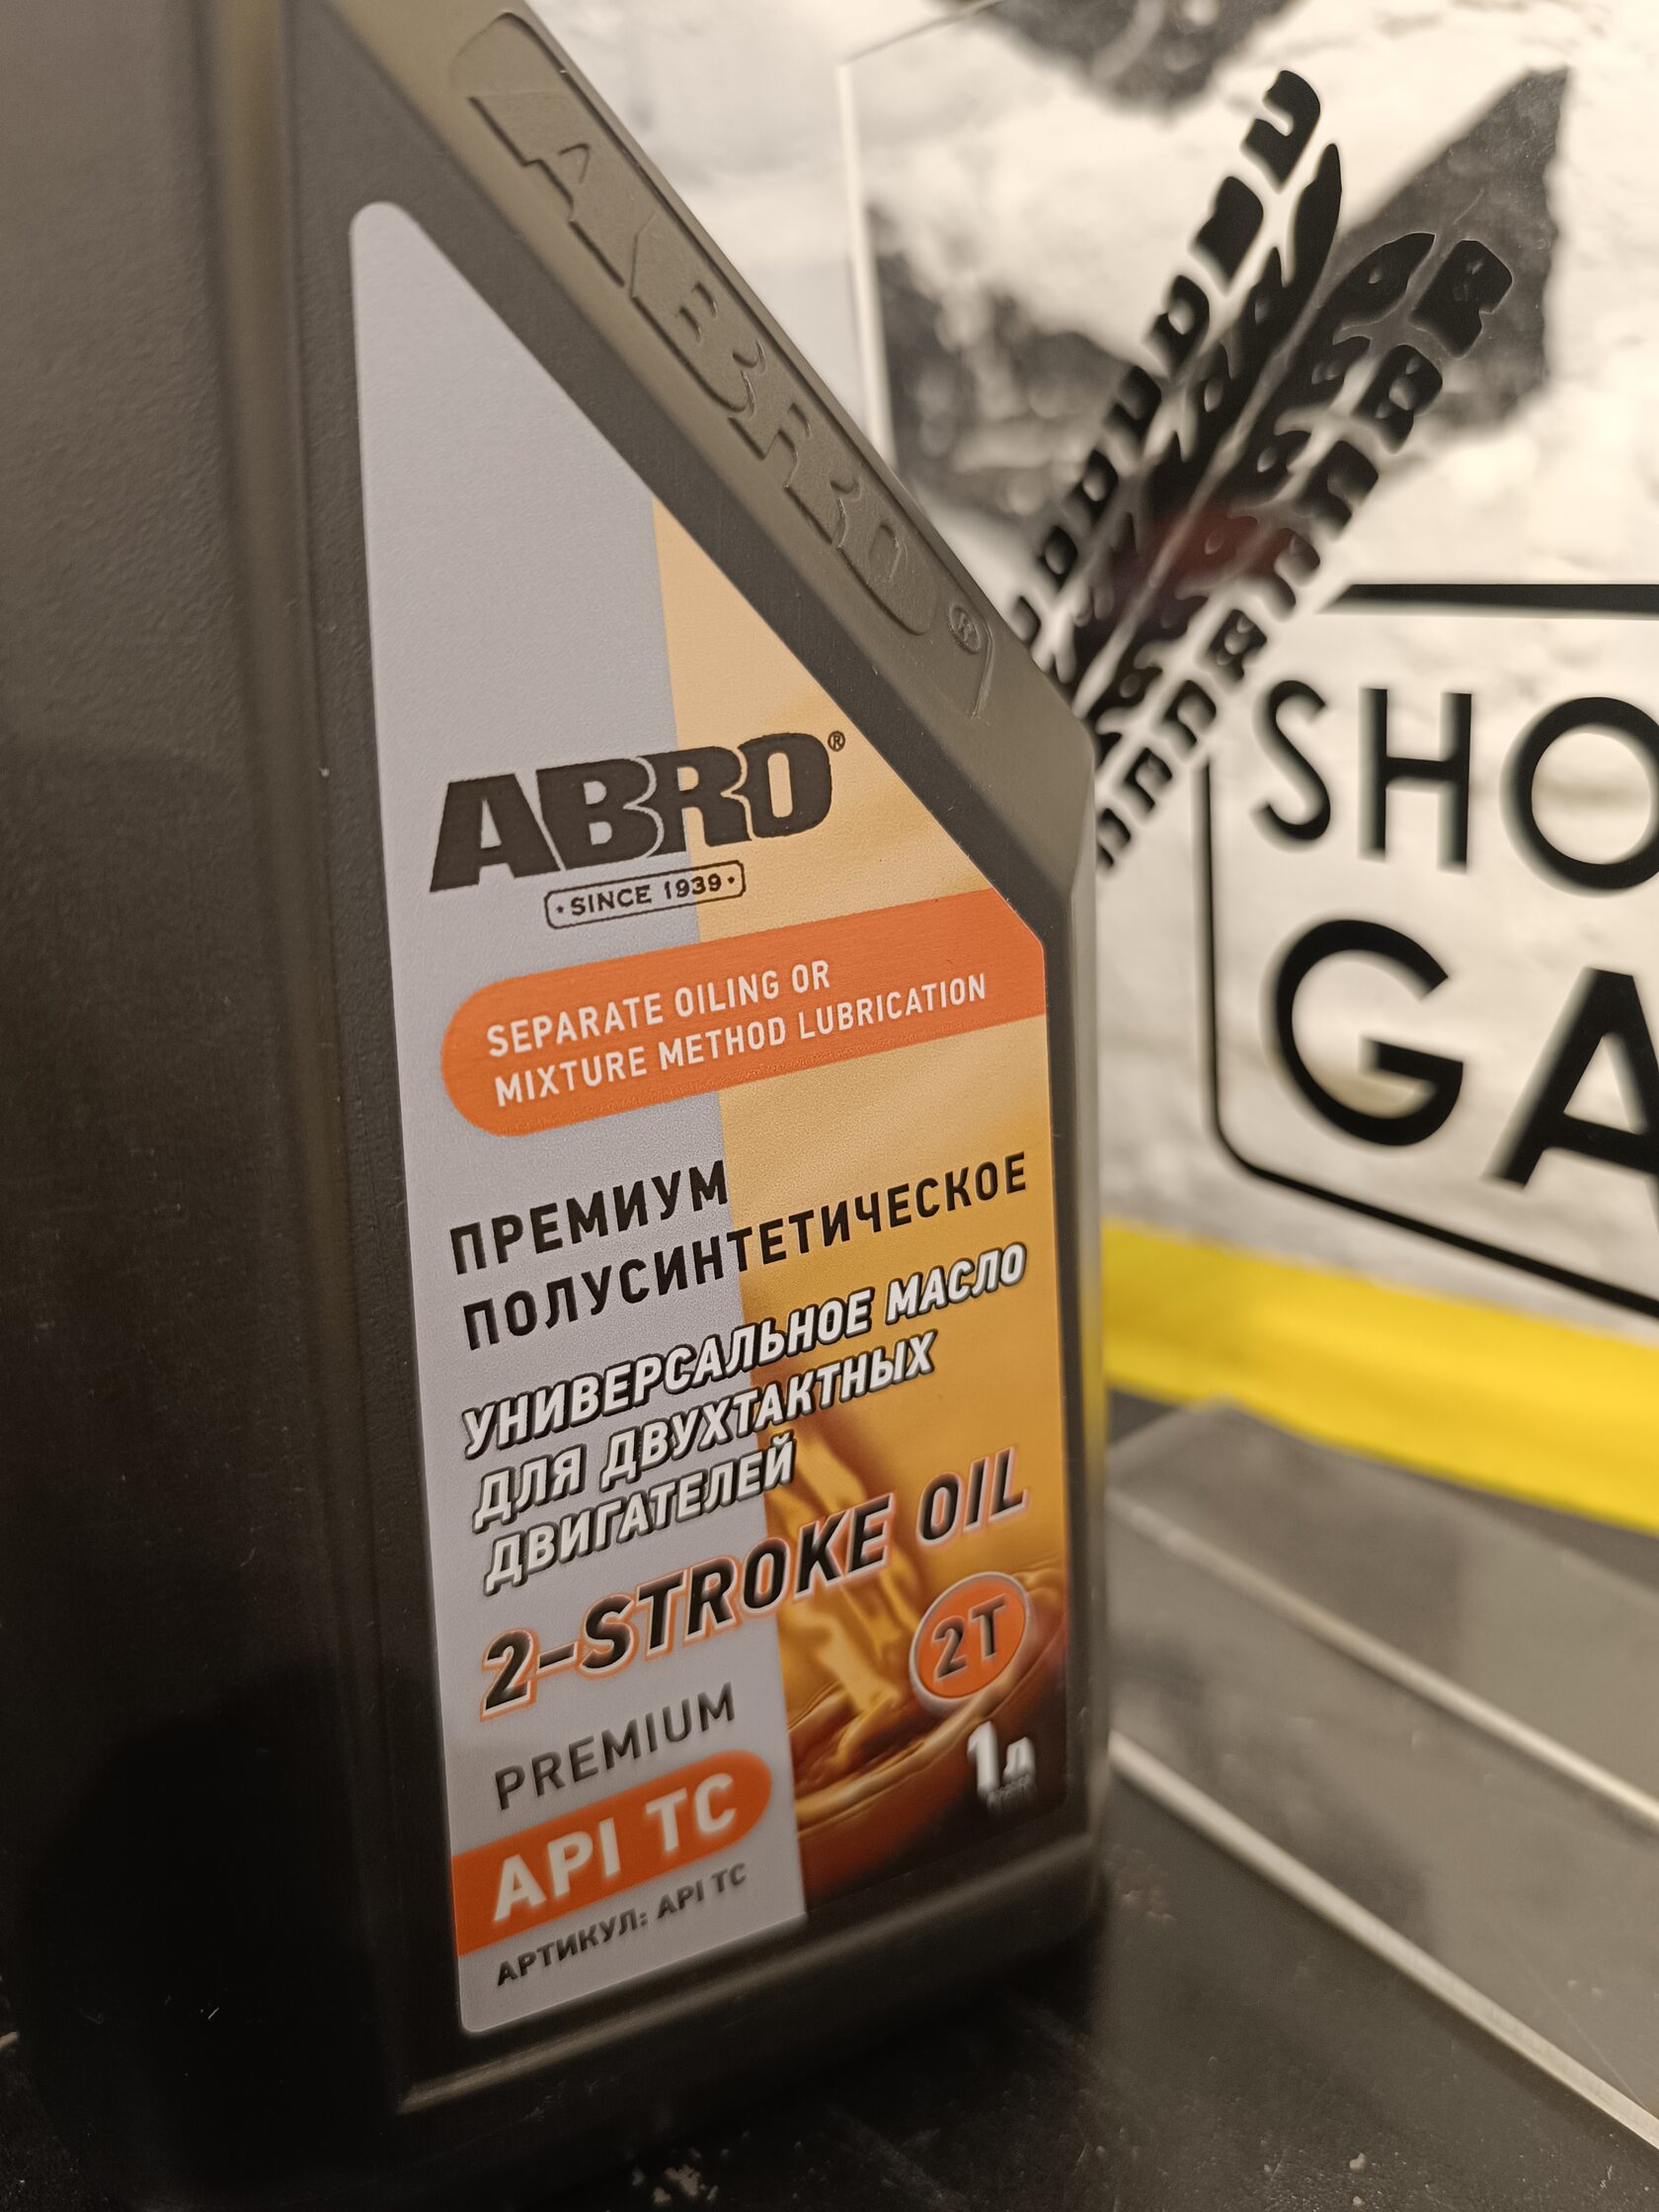 ABRO®
ABRO®
· SINCE 1939 ·
SEPARATE OILING OR
MIXTURE METHOD LUBRICATION
ПРЕМИУМ
ПОЛУСИНТЕТИЧЕСКОЕ
УНИВЕРСАЛЬНОЕ МАСЛО
ДЛЯ ДВУХТАКТНЫХ
ДВИГАТЕЛЕЙ
2-STROKE OIL
2T
PREMIUM
1л
API TC
АРТИКУЛ: API TC
SHO
GA